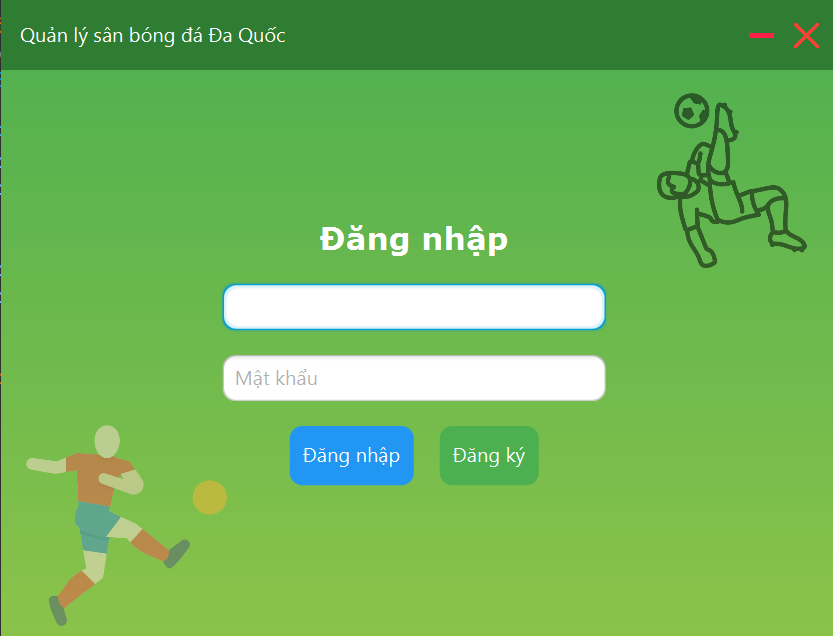 Quản lý sân bóng đá Đa Quốc
Đăng nhập
Mật khẩu
Đăng nhập
Đăng ký